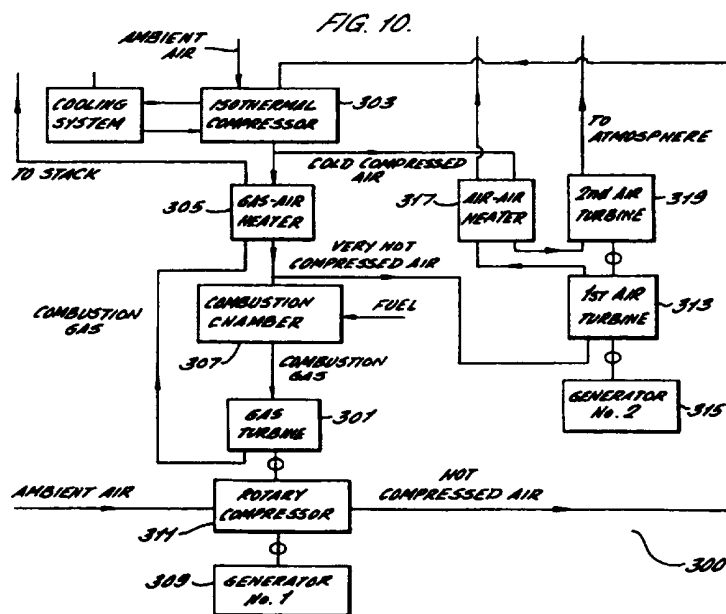 FIG. 10.
AMBIENT
AIR
COOLING
SYSTEM
ISOTHERMAL
COMPRESSOR
303
TO STACK
COLD COMPRESSED
AIR
TO
ATMOSPHERE
305
GAS-AIR
HEATER
317
AIR-AIR
HEATER
2nd AIR
TURBINE
319
VERY HOT
COMPRESSED AIR
COMBUSTION
GAS
COMBUSTION
CHAMBER
FUEL
307
1ST AIR
TURBINE
313
COMBUSTION
GAS
GAS
TURBINE
301
GENERATOR
No. 2
315
AMBIENT AIR
ROTARY
COMPRESSOR
311
HOT
COMPRESSED AIR
309
GENERATOR
No. 1
300